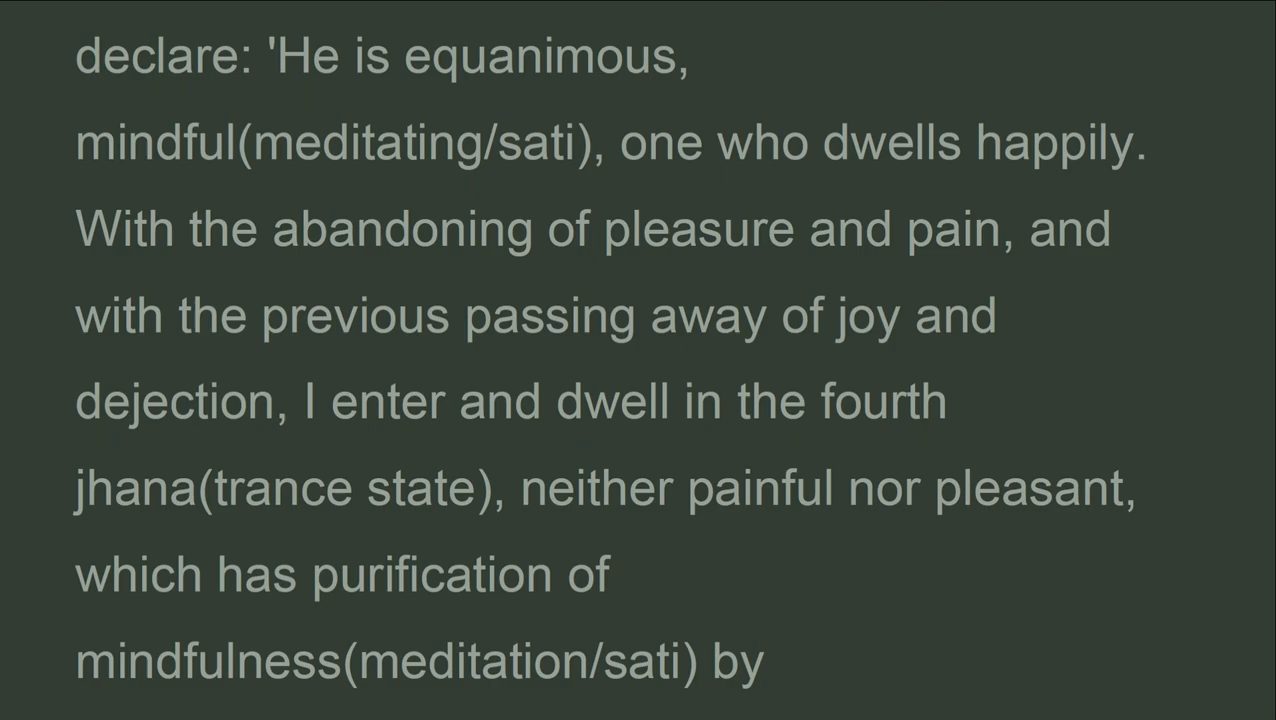 declare: 'He is equanimous,
mindful(meditating/sati), one who dwells happily.
With the abandoning of pleasure and pain, and
with the previous passing away of joy and
dejection, I enter and dwell in the fourth
jhana(trance state), neither painful nor pleasant,
which has purification of
mindfulness(meditation/sati) by